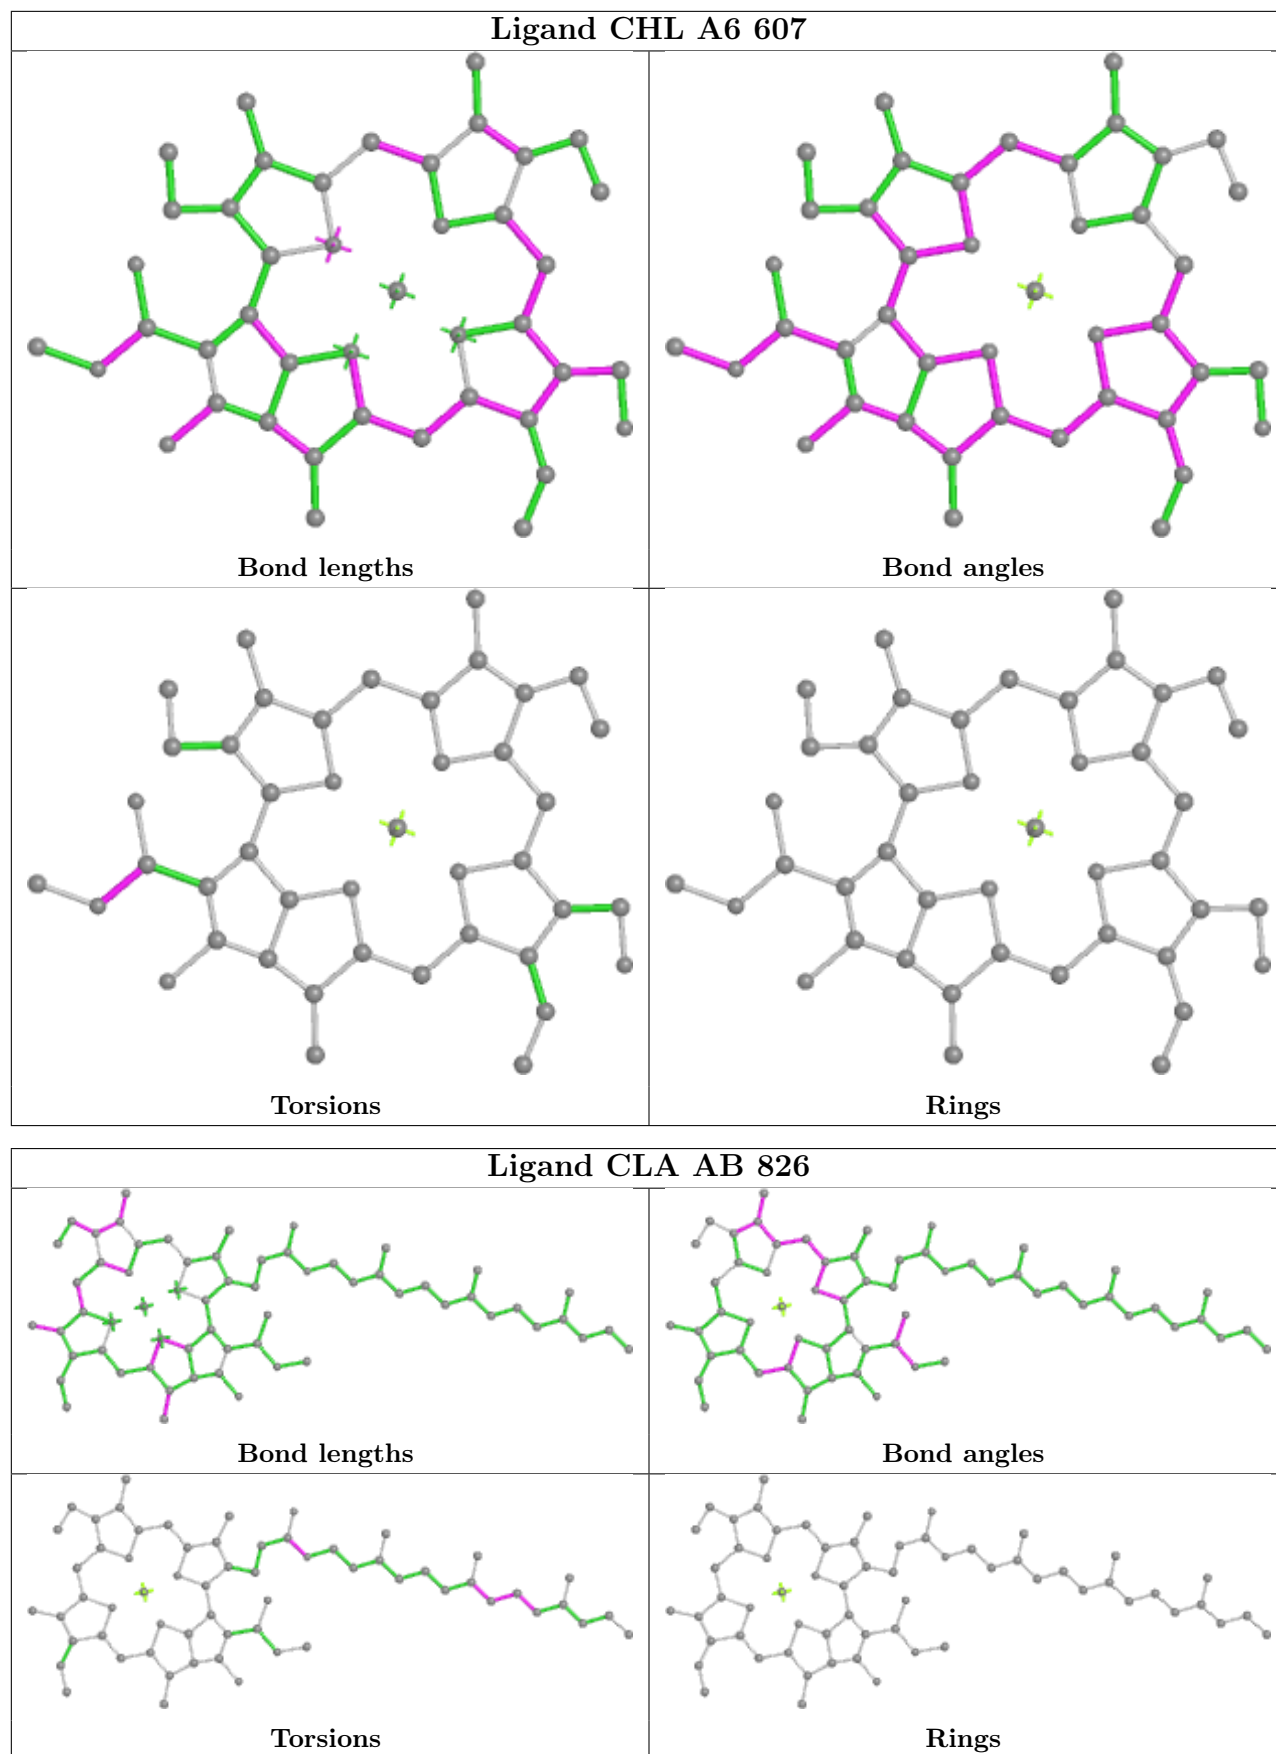 Ligand CHL A6 607
Bond lengths
Bond angles
Torsions
Rings
Ligand CLA AB 826
Bond lengths
Bond angles
Torsions
Rings